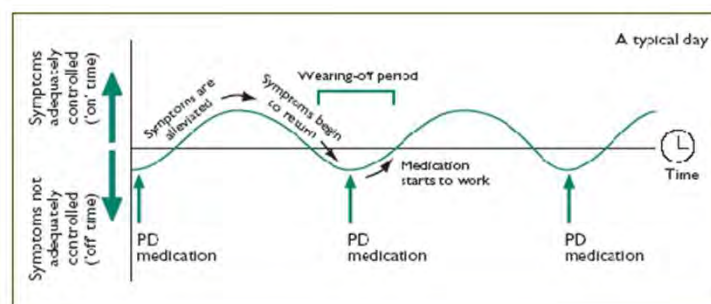 A typical day
Symptoms
adequately
controlled
('on' time)
Symptoms not
adequately
controlled
('off' time)
Symptoms are
alleviated
Symptoms begin
to return
Wearing-off period
Medication
starts to work
Time
PD
medication
PD
medication
PD
medication